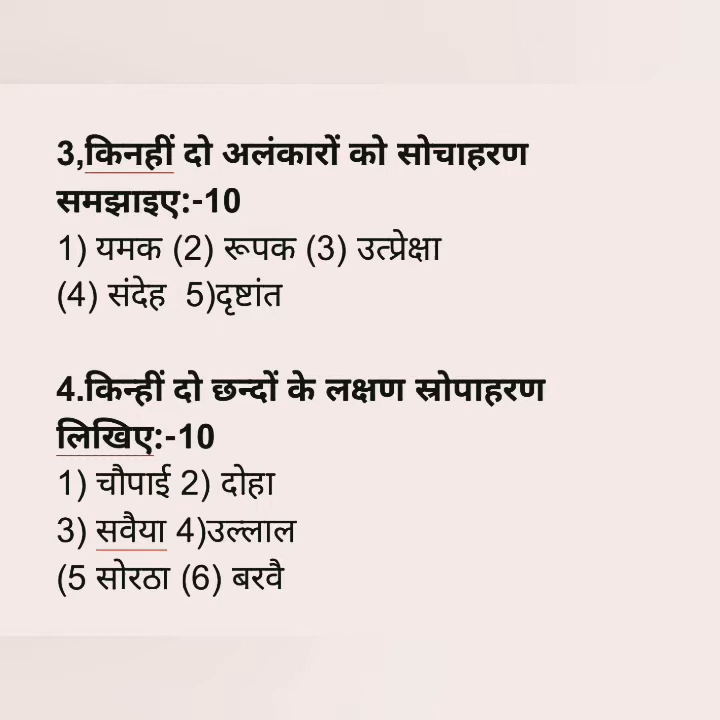 3,किनहीं दो अलंकारों को सोचाहरण
समझाइए:-10
1) यमक (2) रूपक (3) उत्प्रेक्षा
(4) संदेह 5)दृष्टांत
4.किन्हीं दो छन्दों के लक्षण स्रोपाहरण
लिखिए:-10
1) चौपाई 2) दोहा
3) सवैया 4)उल्लाल
(5 सोरठा (6) बरवै